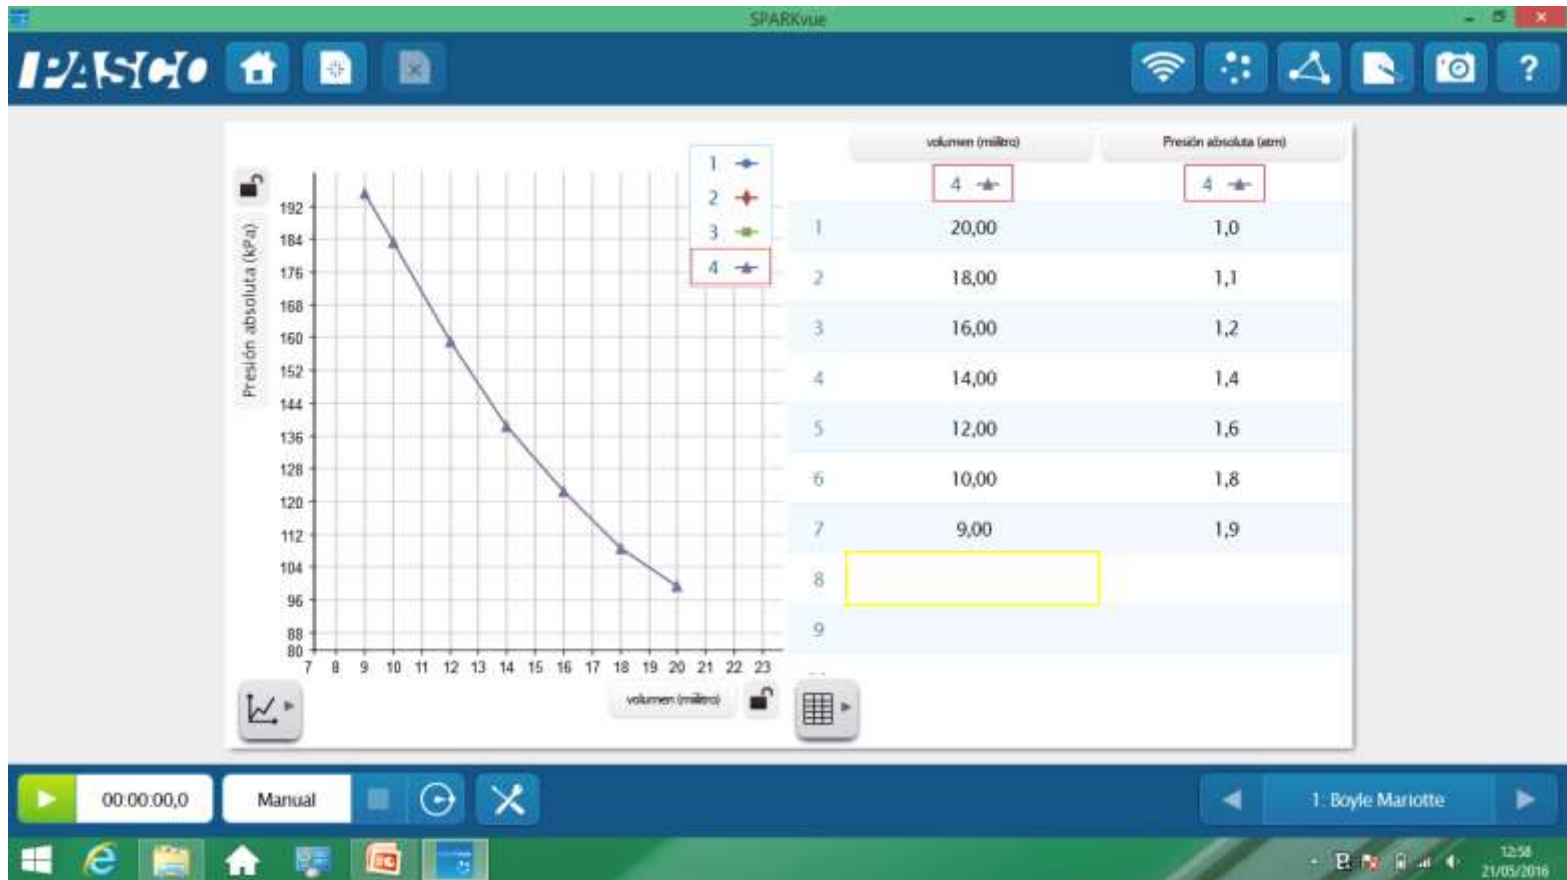 SPARKvue
PASCO
?
1
2
3
4
192
184
176
168
160
152
144
136
128
120
112
104
96
88
80
Presión absoluta (kPa)
7 8 9 10 11 12 13 14 15 16 17 18 19 20 21 22 23
volumen (mililitro)
volumen (mililitro) Presión absoluta (atm)
4 4
1 20,00 1,0
2 18,00 1,1
3 16,00 1,2
4 14,00 1,4
5 12,00 1,6
6 10,00 1,8
7 9,00 1,9
8
9
00:00:00,0 Manual
1: Boyle Mariotte
12:58
21/05/2016